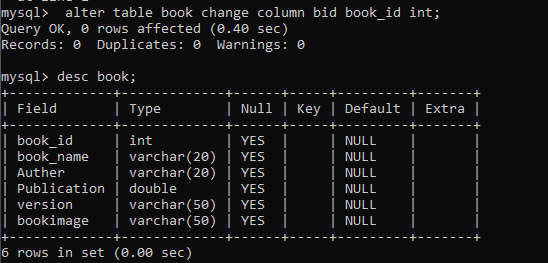 mysql>  alter table book change column bid book_id int;
Query OK, 0 rows affected (0.40 sec)
Records: 0  Duplicates: 0  Warnings: 0
mysql> desc book;
+-------------+-------------+------+-----+---------+-------+
| Field       | Type        | Null | Key | Default | Extra |
+-------------+-------------+------+-----+---------+-------+
| book_id     | int         | YES  |     | NULL    |       |
| book_name   | varchar(20) | YES  |     | NULL    |       |
| Auther      | varchar(20) | YES  |     | NULL    |       |
| Publication | double      | YES  |     | NULL    |       |
| version     | varchar(50) | YES  |     | NULL    |       |
| bookimage   | varchar(50) | YES  |     | NULL    |       |
+-------------+-------------+------+-----+---------+-------+
6 rows in set (0.00 sec)